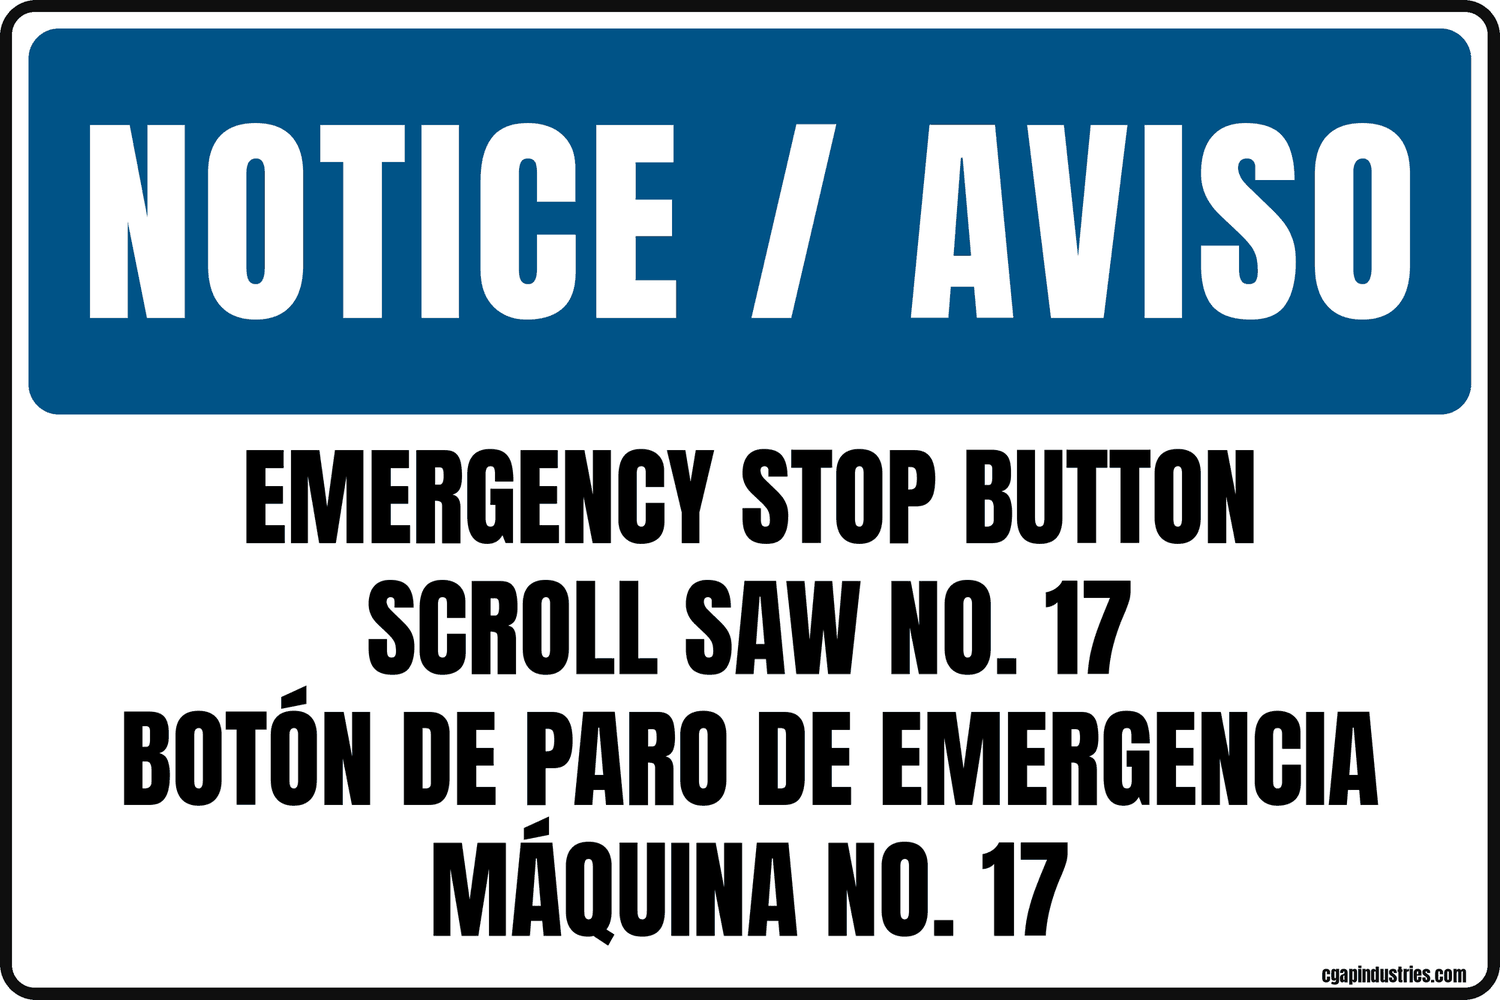 NOTICE / AVISO
EMERGENCY STOP BUTTON
SCROLL SAW NO. 17
BOTÓN DE PARO DE EMERGENCIA
MÁQUINA NO. 17
cgapindustries.com